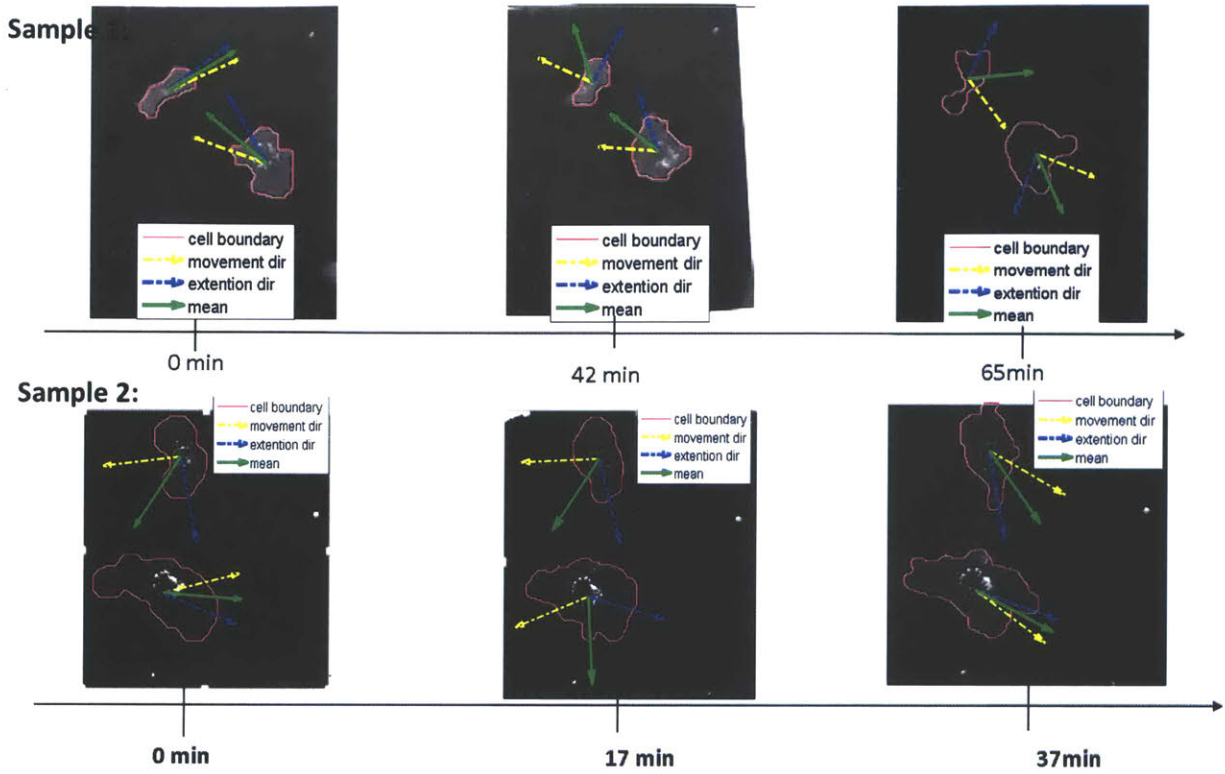 Sample 1:
cell boundary
movement dir
extention dir
mean
cell boundary
movement dir
extention dir
mean
cell boundary
movement dir
extention dir
mean
0 min
42 min
65min
Sample 2:
cell boundary
movement dir
extention dir
mean
cell boundary
movement dir
extention dir
mean
cell boundary
movement dir
extention dir
mean
0 min
17 min
37min